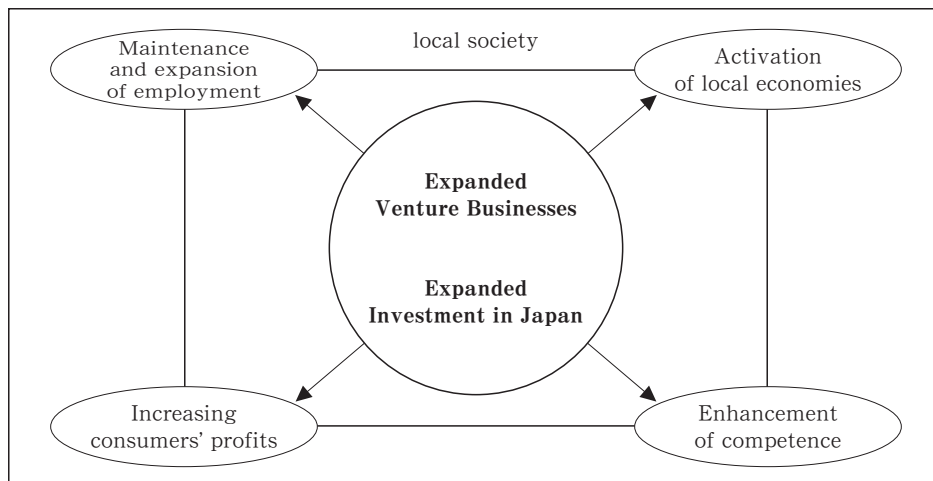 local society
Maintenance
and expansion
of employment
Activation
of local economies
Expanded
Venture Businesses
Expanded
Investment in Japan
Increasing
consumers’ profits
Enhancement
of competence